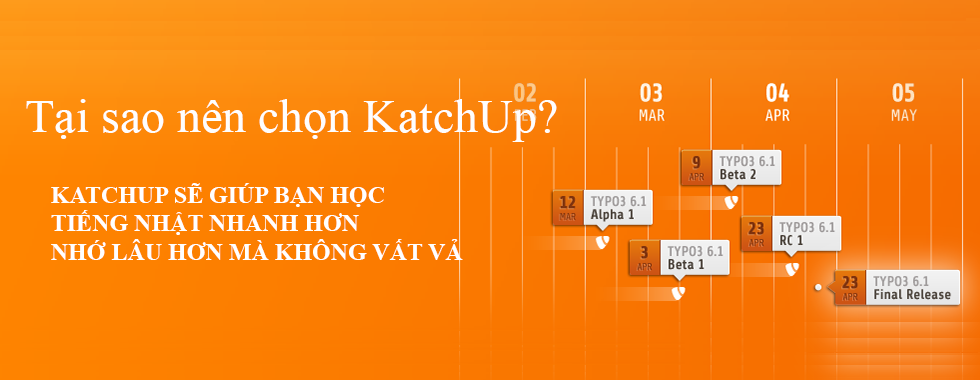 Tại sao nên chọn KatchUp?
KATCHUP SẼ GIÚP BẠN HỌC
TIẾNG NHẬT NHANH HƠN
NHỚ LÂU HƠN MÀ KHÔNG VẤT VẢ
02
FEB
03
MAR
04
APR
05
MAY
9
APR
TYPO3 6.1
Beta 2
12
MAR
TYPO3 6.1
Alpha 1
23
APR
TYPO3 6.1
RC 1
3
APR
TYPO3 6.1
Beta 1
23
APR
TYPO3 6.1
Final Release